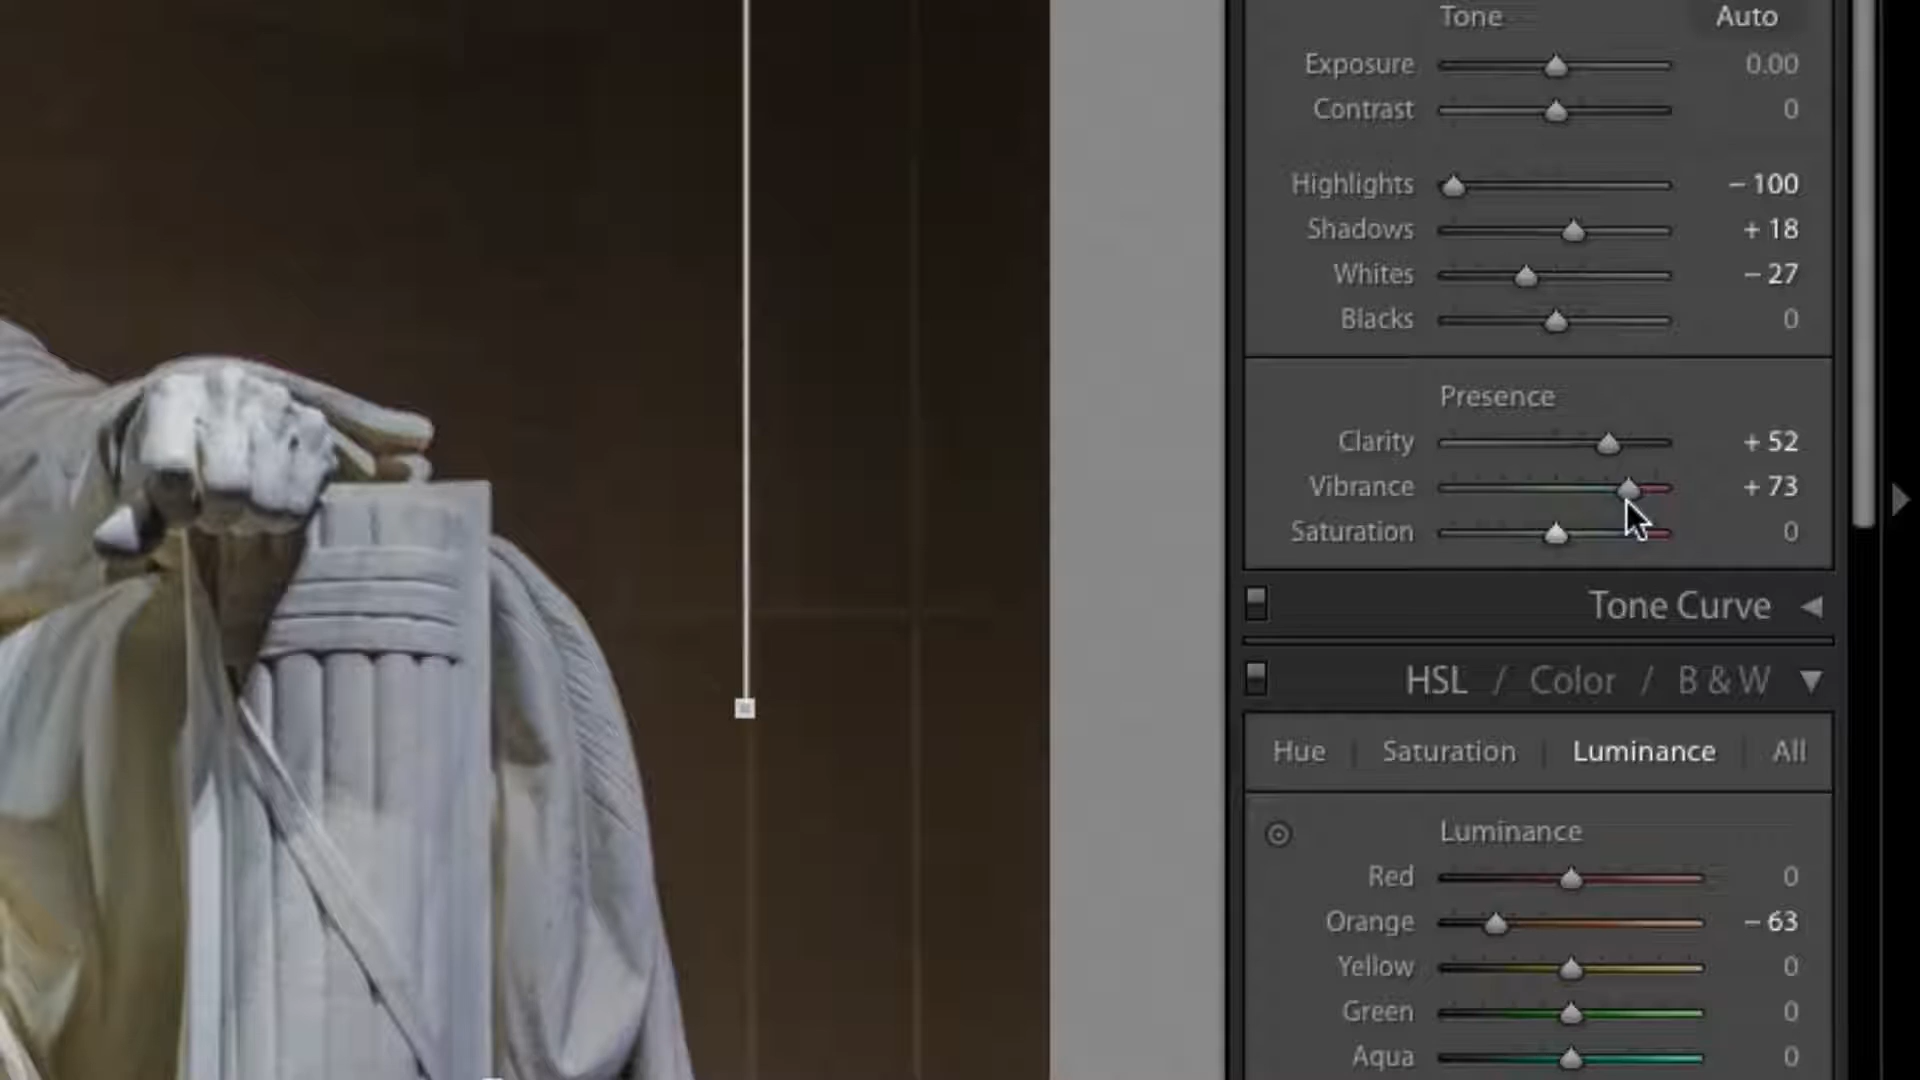 Tone Auto
Exposure 0.00
Contrast 0
Highlights − 100
Shadows + 18
Whites − 27
Blacks 0
Presence
Clarity + 52
Vibrance + 73
Saturation 0
Tone Curve
HSL / Color / B & W
Hue | Saturation | Luminance | All
Luminance
Red 0
Orange − 63
Yellow 0
Green 0
Aqua 0